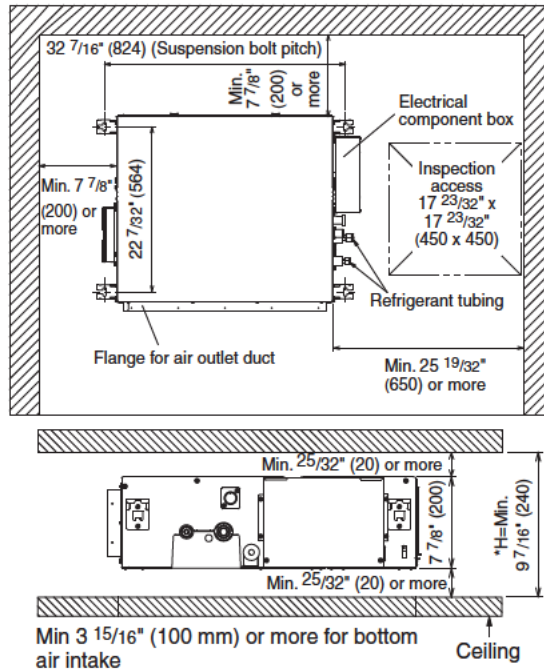 32 7/16" (824) (Suspension bolt pitch)
Min.
7 7/8"
(200)
or
more
Electrical
component box
Min. 7 7/8"
(200) or
more
22 7/32" (564)
Inspection
access
17 23/32" x
17 23/32"
(450 x 450)
Refrigerant tubing
Flange for air outlet duct
Min. 25 19/32"
(650) or more
Min. 25/32" (20) or more
7 7/8" (200)
*H=Min.
9 7/16" (240)
Min. 25/32" (20) or more
Min 3 15/16" (100 mm) or more for bottom
air intake
Ceiling